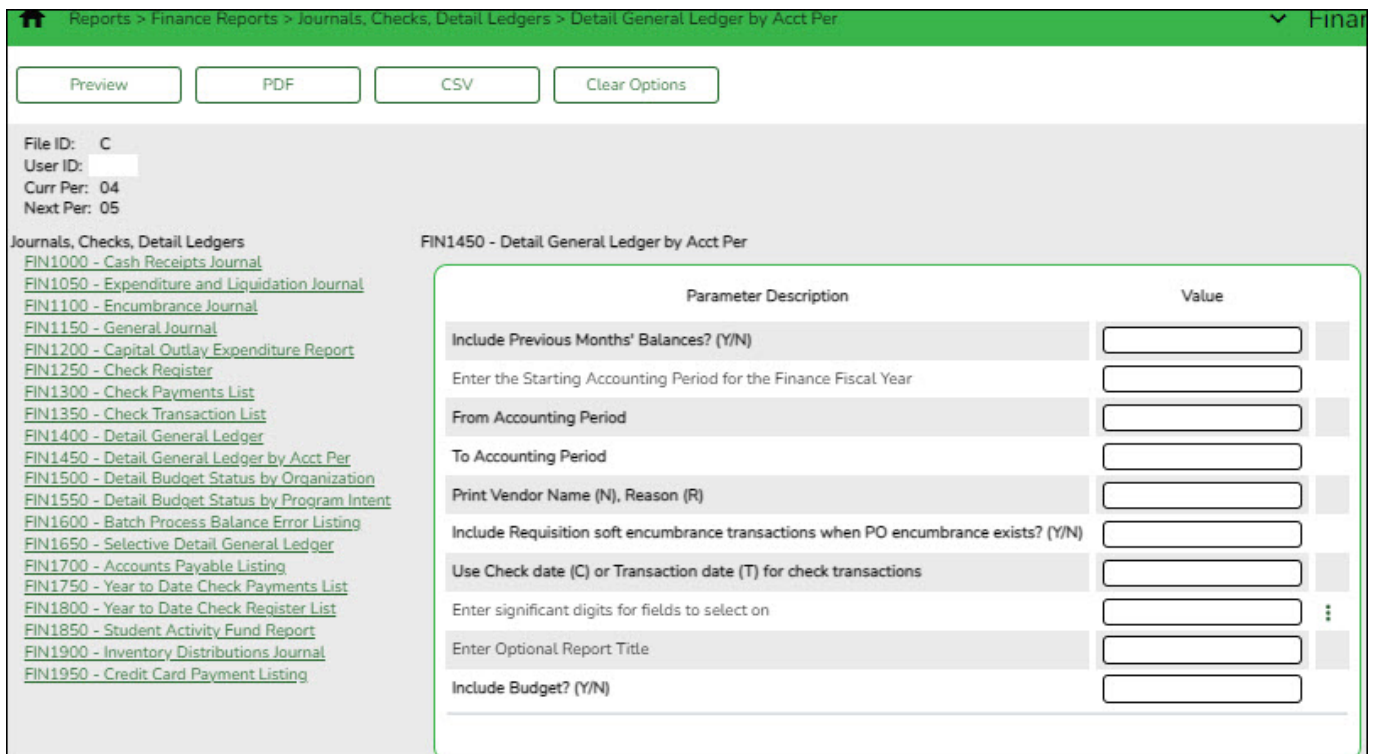 Reports > Finance Reports > Journals, Checks, Detail Ledgers > Detail General Ledger by Acct Per
Preview PDF CSV Clear Options
File ID: C
User ID:
Curr Per: 04
Next Per: 05
Journals, Checks, Detail Ledgers
FIN1000 - Cash Receipts Journal
FIN1050 - Expenditure and Liquidation Journal
FIN1100 - Encumbrance Journal
FIN1150 - General Journal
FIN1200 - Capital Outlay Expenditure Report
FIN1250 - Check Register
FIN1300 - Check Payments List
FIN1350 - Check Transaction List
FIN1400 - Detail General Ledger
FIN1450 - Detail General Ledger by Acct Per
FIN1500 - Detail Budget Status by Organization
FIN1550 - Detail Budget Status by Program Intent
FIN1600 - Batch Process Balance Error Listing
FIN1650 - Selective Detail General Ledger
FIN1700 - Accounts Payable Listing
FIN1750 - Year to Date Check Payments List
FIN1800 - Year to Date Check Register List
FIN1850 - Student Activity Fund Report
FIN1900 - Inventory Distributions Journal
FIN1950 - Credit Card Payment Listing
FIN1450 - Detail General Ledger by Acct Per
Parameter Description Value
Include Previous Months' Balances? (Y/N)
Enter the Starting Accounting Period for the Finance Fiscal Year
From Accounting Period
To Accounting Period
Print Vendor Name (N), Reason (R)
Include Requisition soft encumbrance transactions when PO encumbrance exists? (Y/N)
Use Check date (C) or Transaction date (T) for check transactions
Enter significant digits for fields to select on
Enter Optional Report Title
Include Budget? (Y/N)